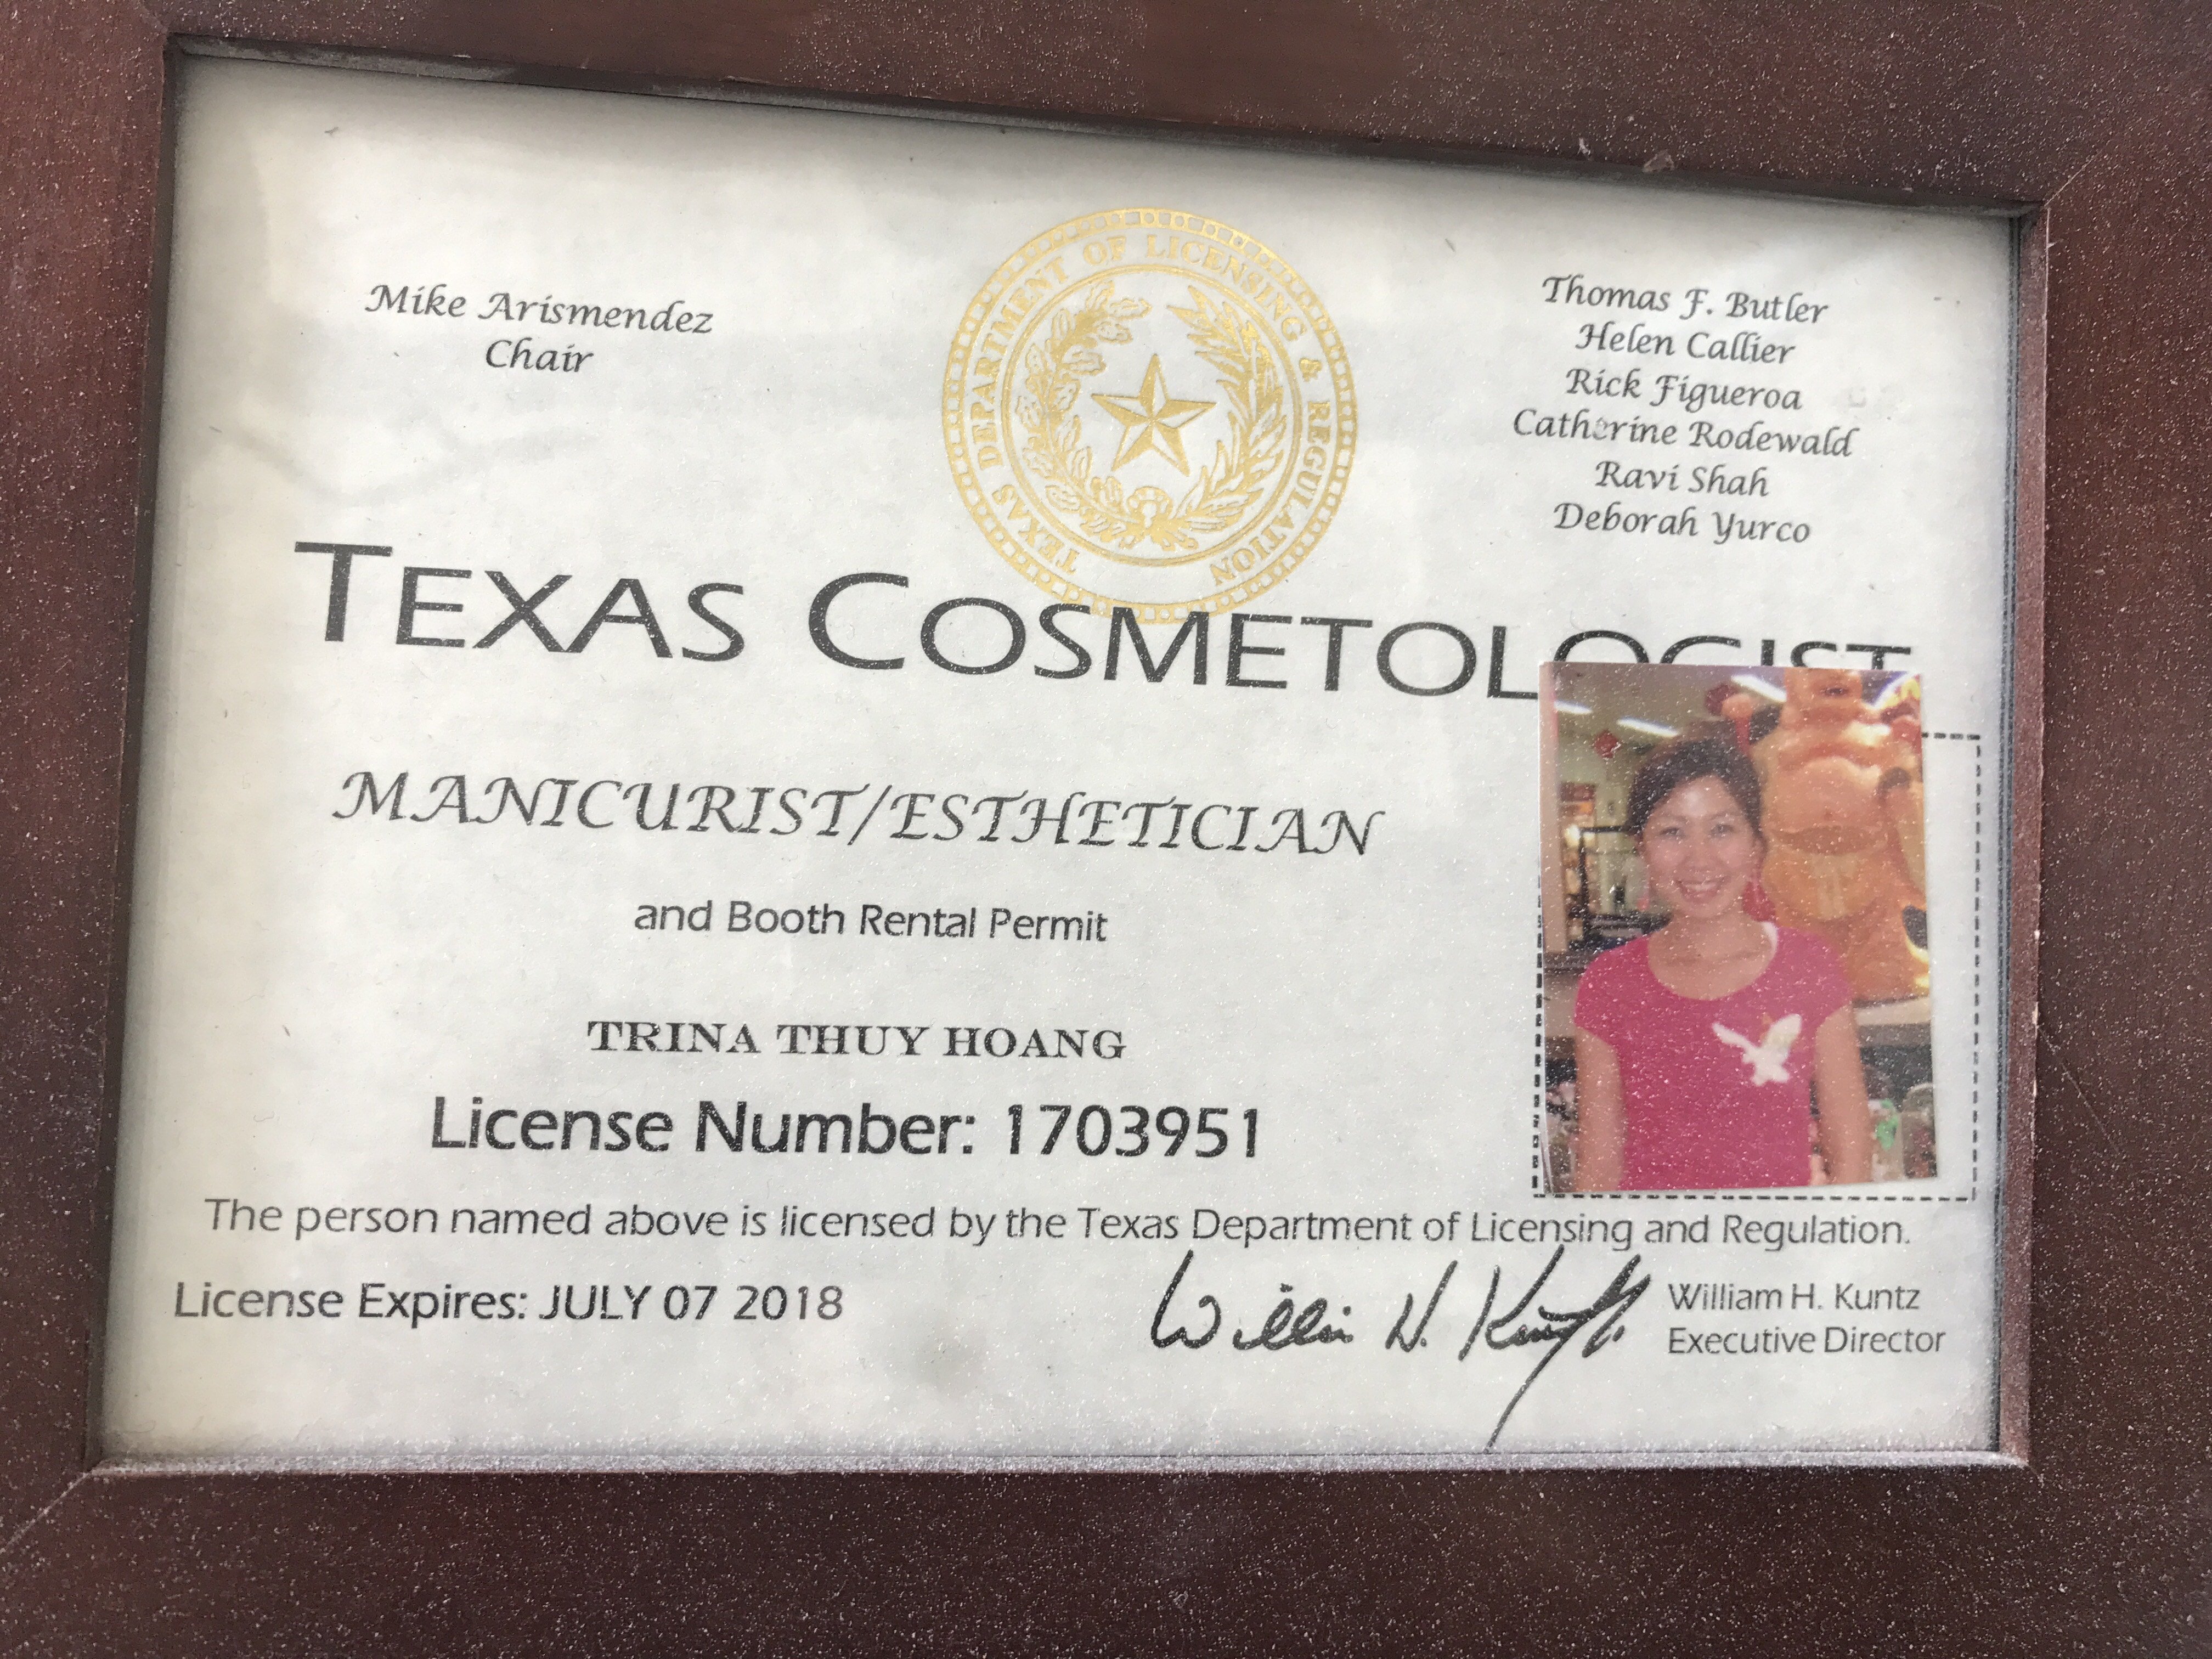 Mike Arismendez
Chair
TEXAS DEPARTMENT OF LICENSING & REGULATION
Thomas F. Butler
Helen Callier
Rick Figueroa
Catherine Rodewald
Ravi Shah
Deborah Yurco
TEXAS COSMETOLOGIST
MANICURIST/ESTHETICIAN
and Booth Rental Permit
TRINA THUY HOANG
License Number: 1703951
The person named above is licensed by the Texas Department of Licensing and Regulation.
License Expires: JULY 07 2018
William H. Kuntz
William H. Kuntz
Executive Director